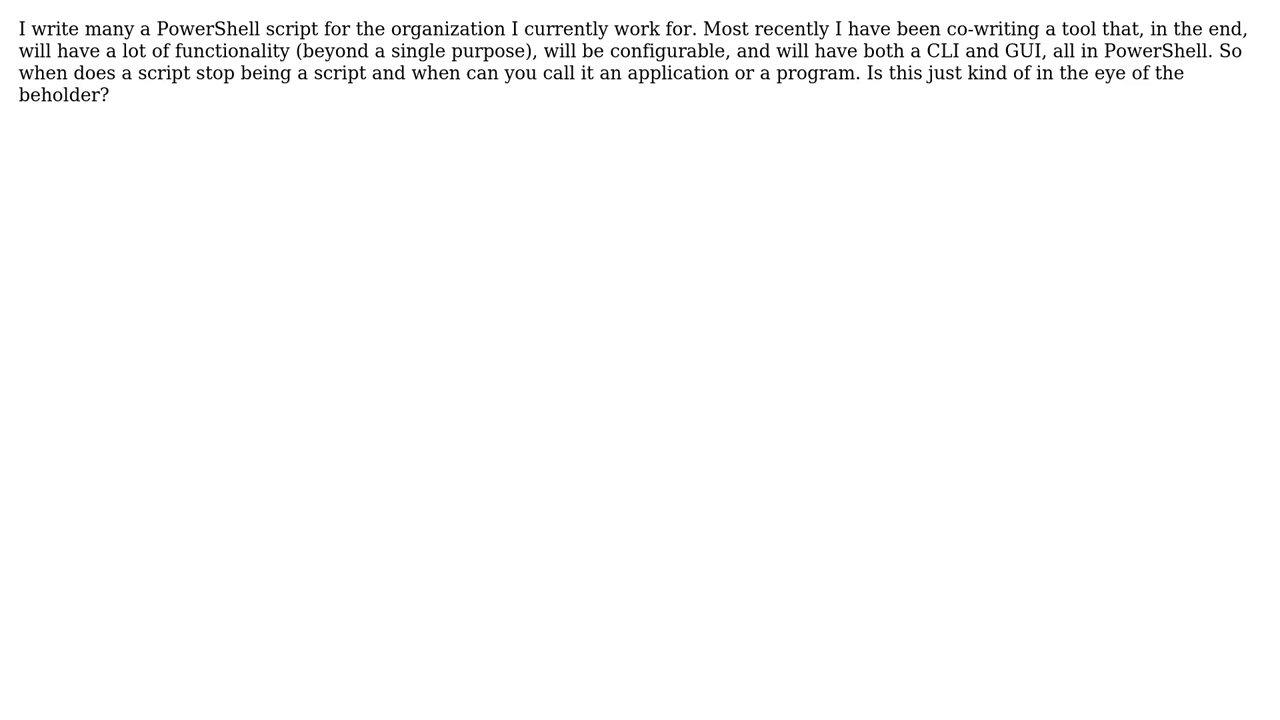 I write many a PowerShell script for the organization I currently work for. Most recently I have been co-writing a tool that, in the end,
will have a lot of functionality (beyond a single purpose), will be configurable, and will have both a CLI and GUI, all in PowerShell. So
when does a script stop being a script and when can you call it an application or a program. Is this just kind of in the eye of the
beholder?